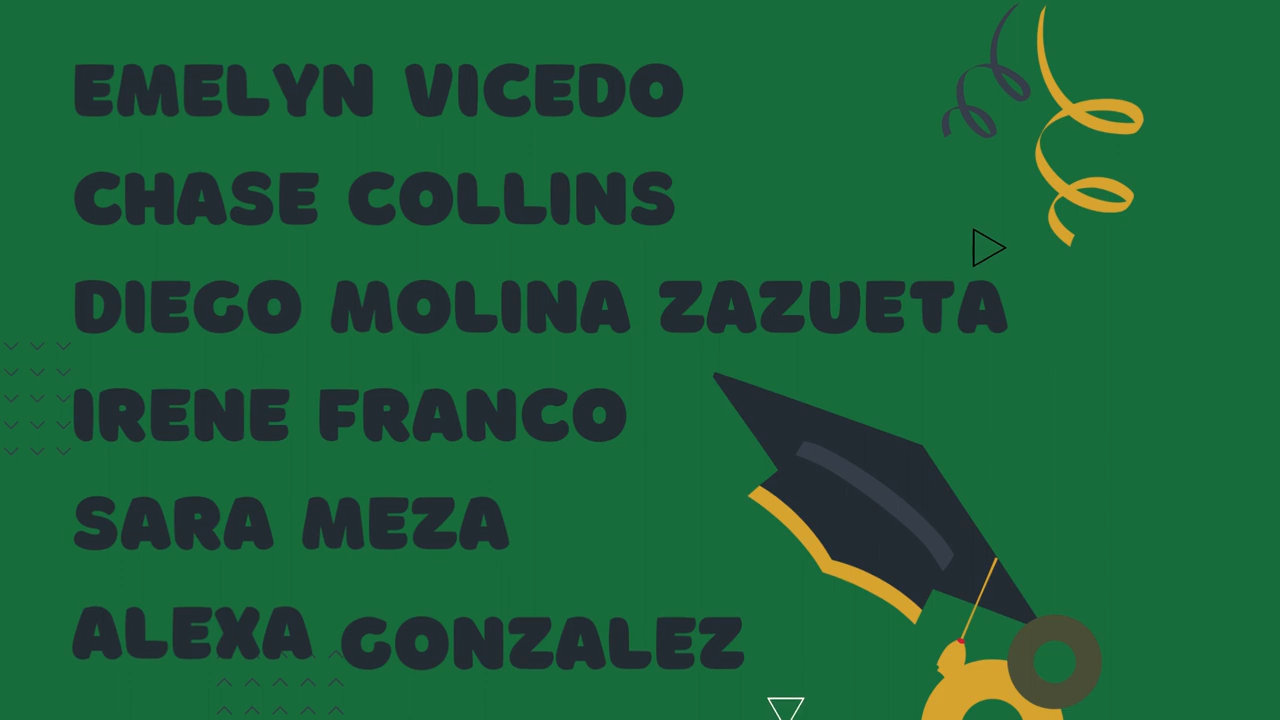 EMELYN VICEDO
CHASE COLLINS
DIEGO MOLINA ZAZUETA
IRENE FRANCO
SARA MEZA
ALEXA GONZALEZ